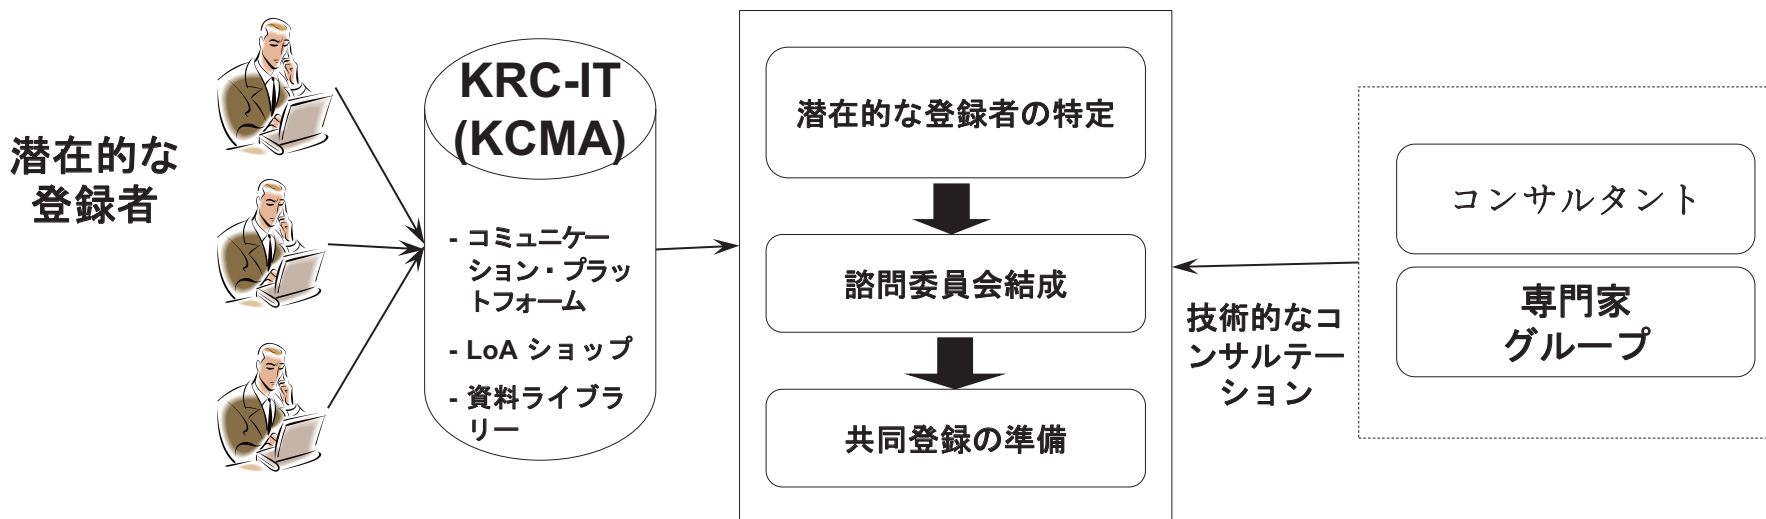 潜在的な
登録者
KRC-IT
(KCMA)
- コミュニケー
ション・プラッ
トフォーム
- LoA ショップ
- 資料ライブラ
リー
潜在的な登録者の特定
諮問委員会結成
共同登録の準備
技術的なコ
ンサルテー
ション
コンサルタント
専門家
グループ